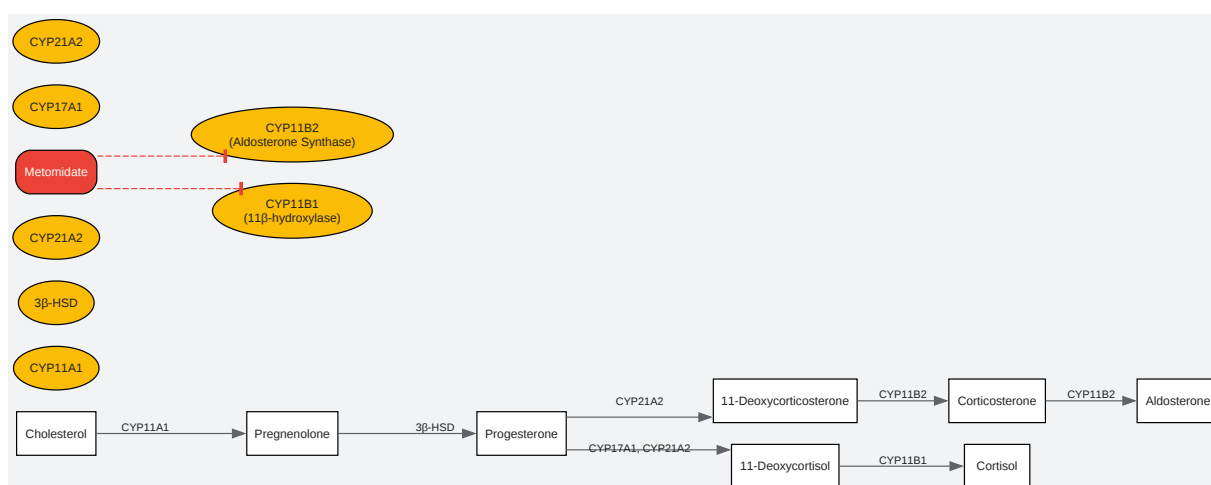 CYP21A2
CYP17A1
CYP11B2
(Aldosterone Synthase)
Metomidate
CYP11B1
(11β-hydroxylase)
CYP21A2
3β-HSD
CYP11A1
Cholesterol
CYP11A1
Pregnenolone
3β-HSD
Progesterone
CYP21A2
11-Deoxycorticosterone
CYP11B2
Corticosterone
CYP11B2
Aldosterone
CYP17A1, CYP21A2
11-Deoxycortisol
CYP11B1
Cortisol